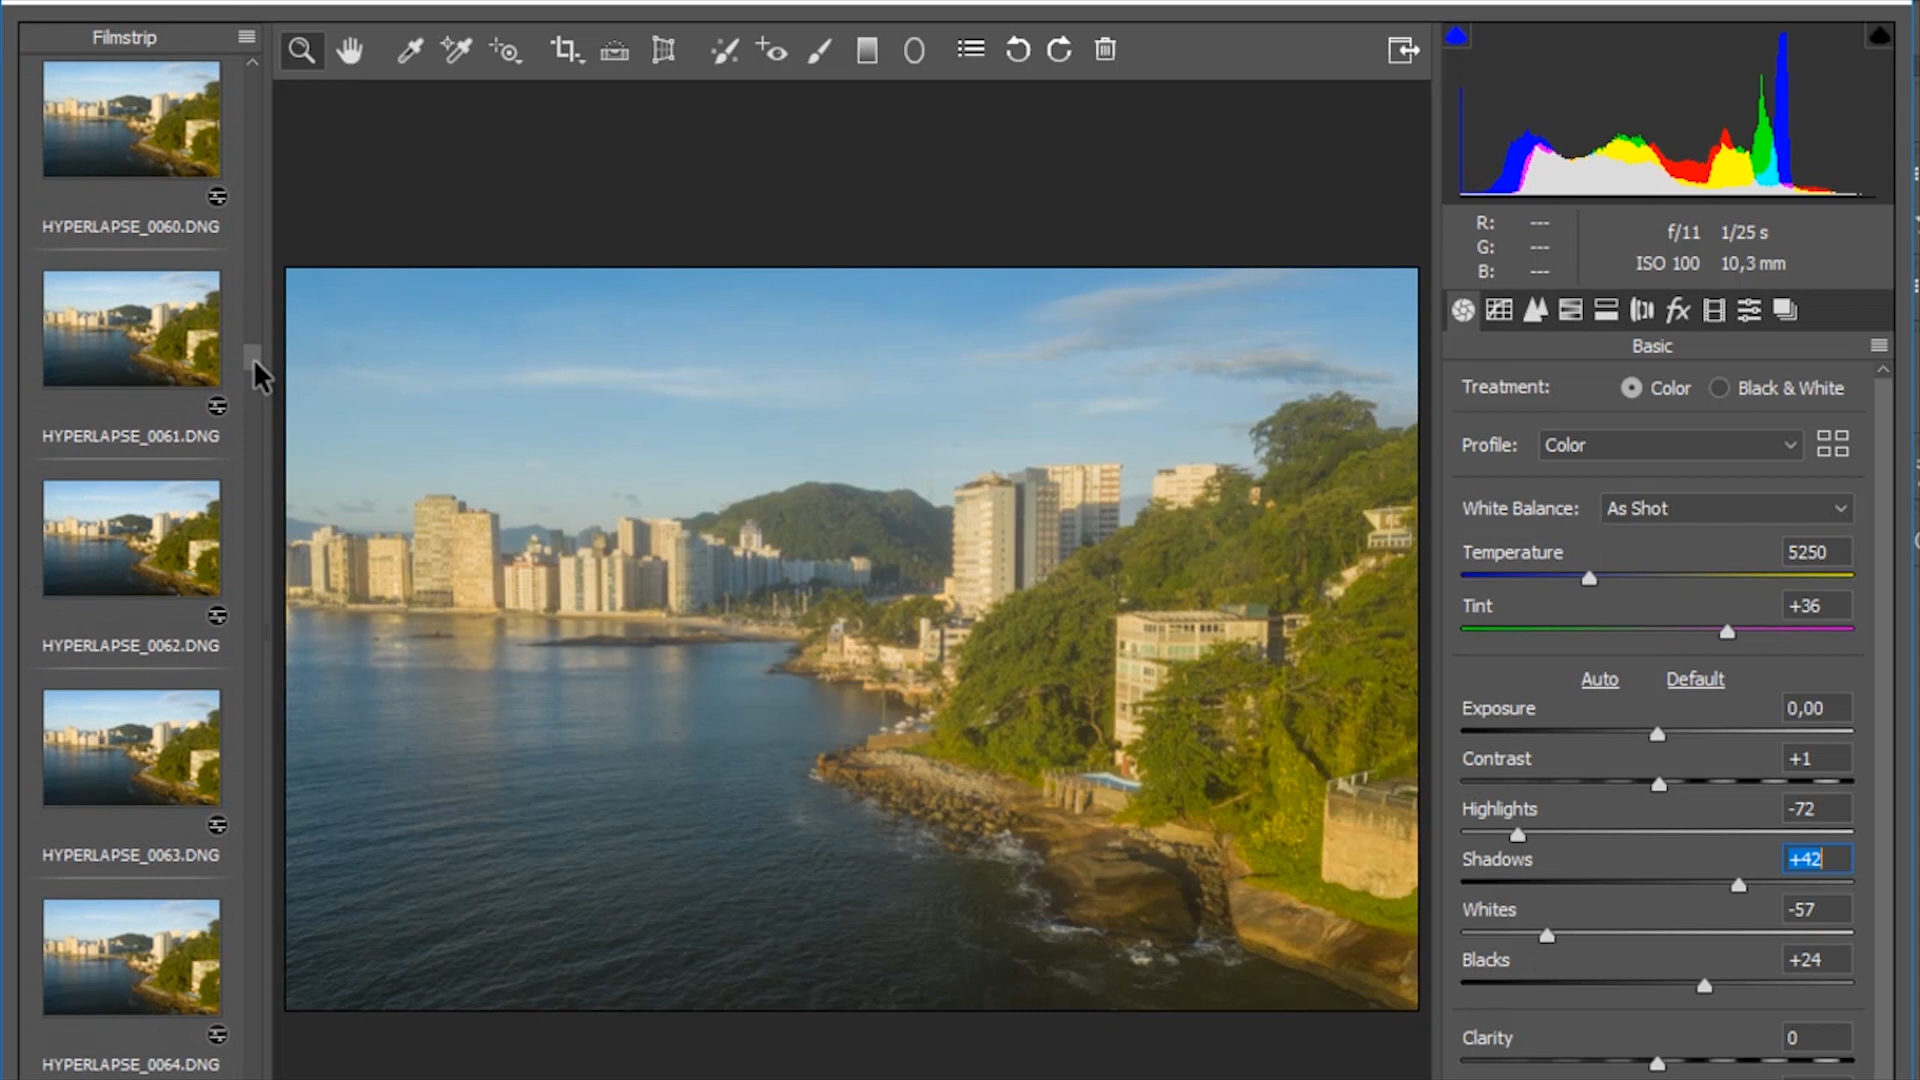 Filmstrip
HYPERLAPSE_0060.DNG
HYPERLAPSE_0061.DNG
HYPERLAPSE_0062.DNG
HYPERLAPSE_0063.DNG
HYPERLAPSE_0064.DNG
R: ---
G: ---
B: ---
f/11 1/25 s
ISO 100 10,3 mm
fx
Basic
Treatment: Color Black & White
Profile: Color
White Balance: As Shot
Temperature 5250
Tint +36
Auto Default
Exposure 0,00
Contrast +1
Highlights -72
Shadows +42
Whites -57
Blacks +24
Clarity 0